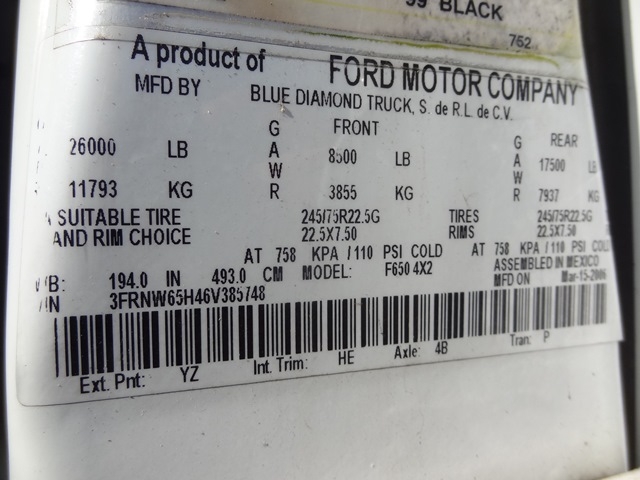 99 BLACK
752
A product of FORD MOTOR COMPANY
MFD BY BLUE DIAMOND TRUCK, S. de R.L. de C.V.
G FRONT G REAR
26000 LB A 8500 LB A 17500 LB
W W
11793 KG R 3855 KG R 7937 KG
A SUITABLE TIRE 245/75R22.5G TIRES 245/75R22.5G
AND RIM CHOICE 22.5X7.50 RIMS 22.5X7.50
AT 758 KPA/110 PSI COLD AT 758 KPA/110 PSI COLD
WB: 194.0 IN 493.0 CM MODEL: F650 4X2 ASSEMBLED IN MEXICO
VIN 3FRNW65H46V385748 MFD ON Mar-15-2006
Ext. Pnt: YZ Int. Trim: HE Axle: 4B Tran: P